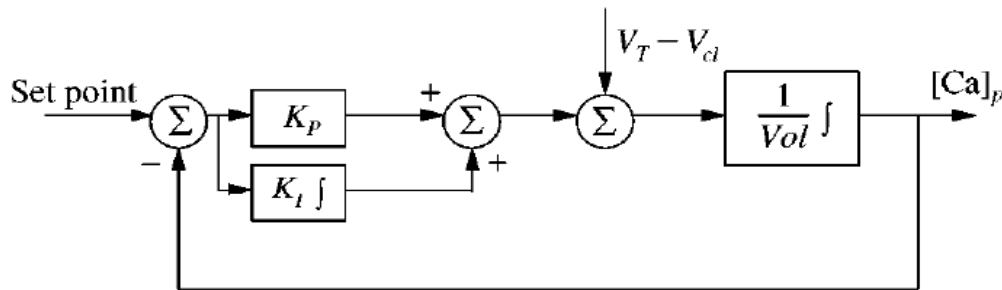 V_T − V_cl
Set point
[Ca]_p
Σ
K_P
+
Σ
Σ
1/Vol ∫
−
+
K_I ∫